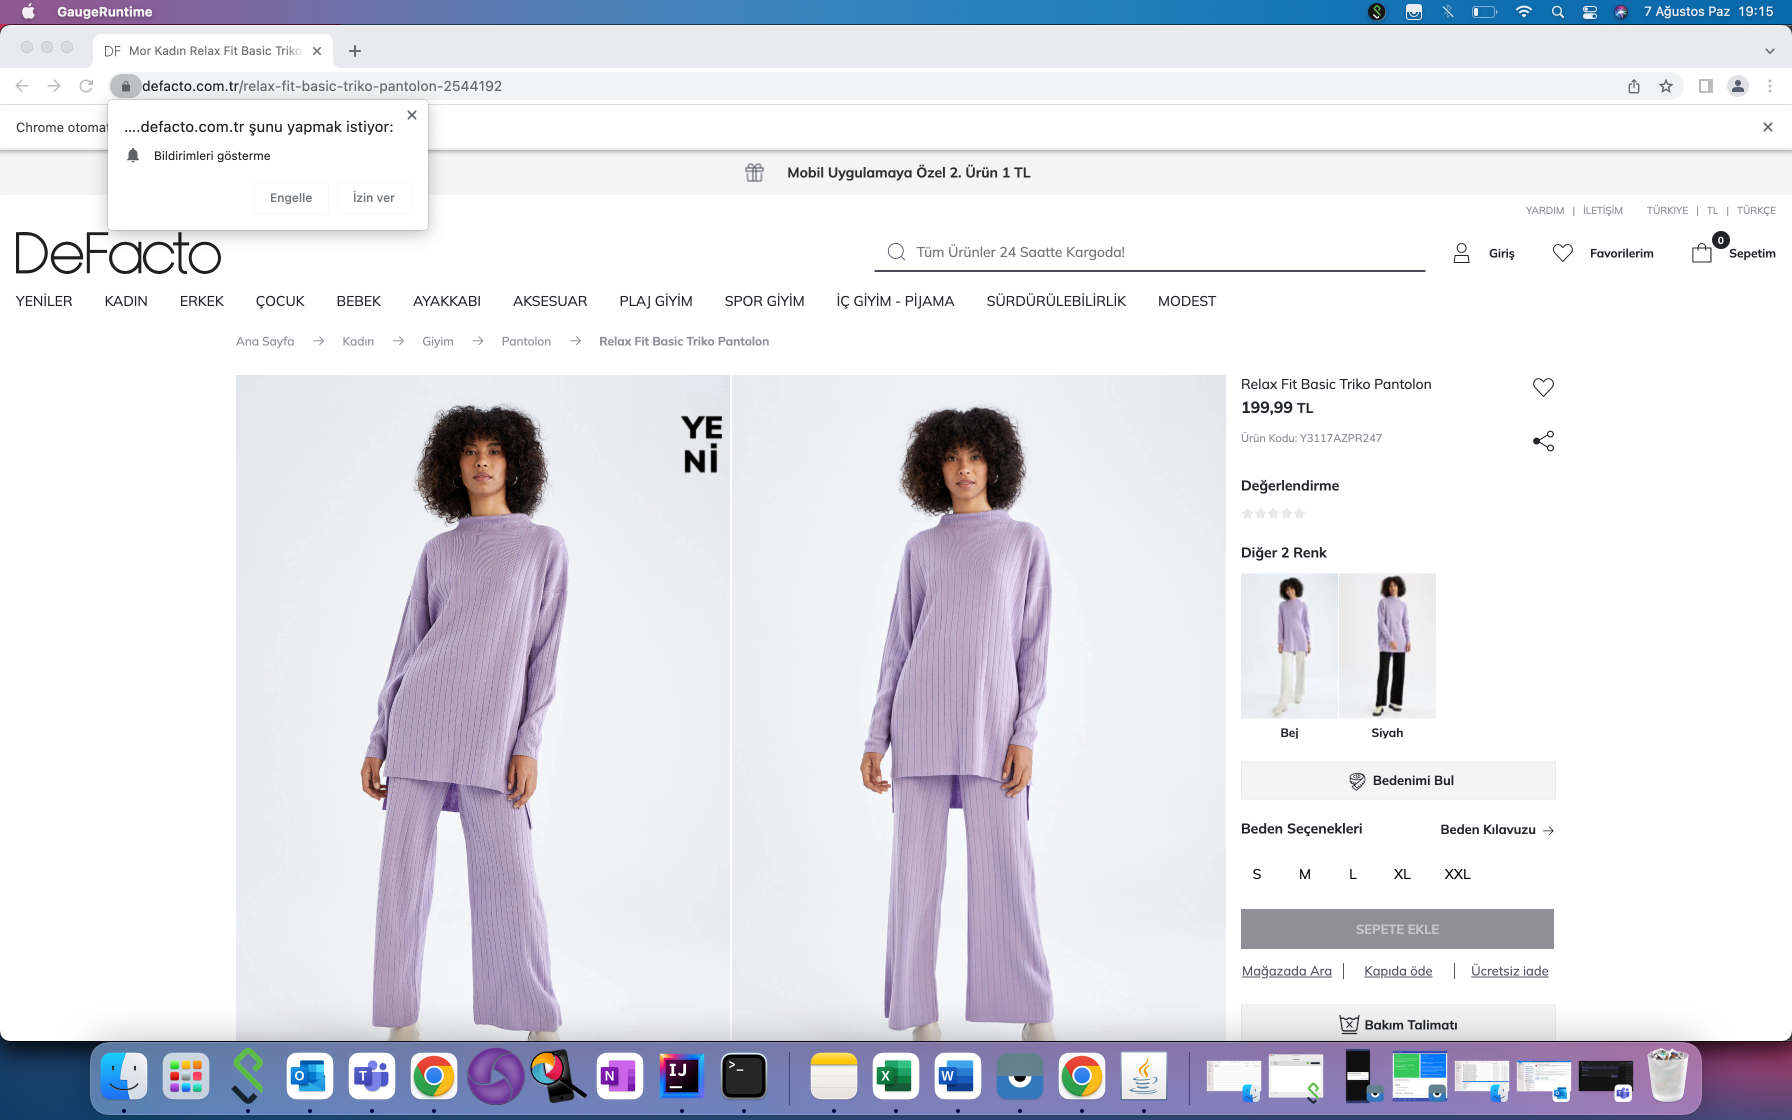 GaugeRuntime
7 Ağustos Paz 19:15
DF Mor Kadın Relax Fit Basic Triko
defacto.com.tr/relax-fit-basic-triko-pantolon-2544192
Chrome otomat
....defacto.com.tr şunu yapmak istiyor:
Bildirimleri gösterme
Engelle
İzin ver
Mobil Uygulamaya Özel 2. Ürün 1 TL
YARDIM | İLETİŞİM TÜRKIYE | TL | TÜRKÇE
DeFacto
Tüm Ürünler 24 Saatte Kargoda!
Giriş
Favorilerim
0
Sepetim
YENİLER KADIN ERKEK ÇOCUK BEBEK AYAKKABI AKSESUAR PLAJ GİYİM SPOR GİYİM İÇ GİYİM - PİJAMA SÜRDÜRÜLEBİLİRLİK MODEST
Ana Sayfa Kadın Giyim Pantolon Relax Fit Basic Triko Pantolon
YE
Nİ
Relax Fit Basic Triko Pantolon
199,99 TL
Ürün Kodu: Y3117AZPR247
Değerlendirme
Diğer 2 Renk
Bej
Siyah
Bedenimi Bul
Beden Seçenekleri
Beden Kılavuzu
S M L XL XXL
SEPETE EKLE
Mağazada Ara | Kapıda öde | Ücretsiz iade
Bakım Talimatı